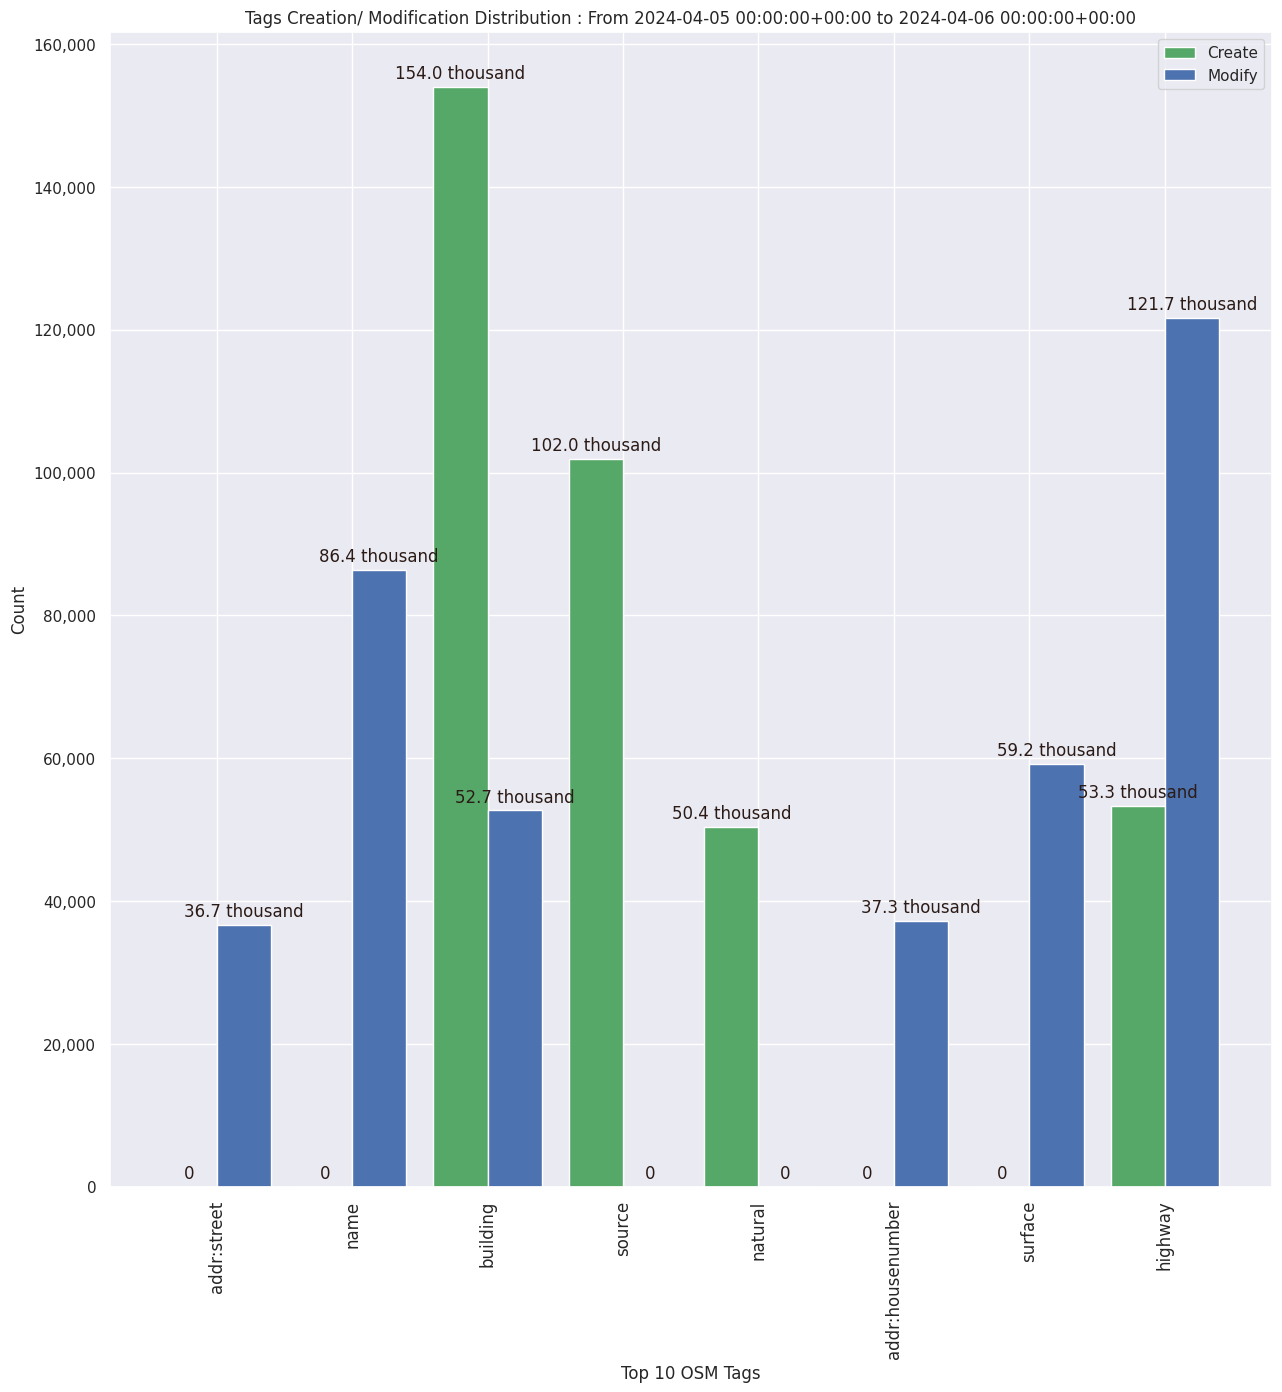 Tags Creation/ Modification Distribution : From 2024-04-05 00:00:00+00:00 to 2024-04-06 00:00:00+00:00
Create
Modify
160,000
140,000
120,000
100,000
80,000
60,000
40,000
20,000
0
Count
154.0 thousand
121.7 thousand
102.0 thousand
86.4 thousand
59.2 thousand
52.7 thousand
53.3 thousand
50.4 thousand
36.7 thousand
37.3 thousand
0
0
0
0
0
0
addr:street
name
building
source
natural
addr:housenumber
surface
highway
Top 10 OSM Tags